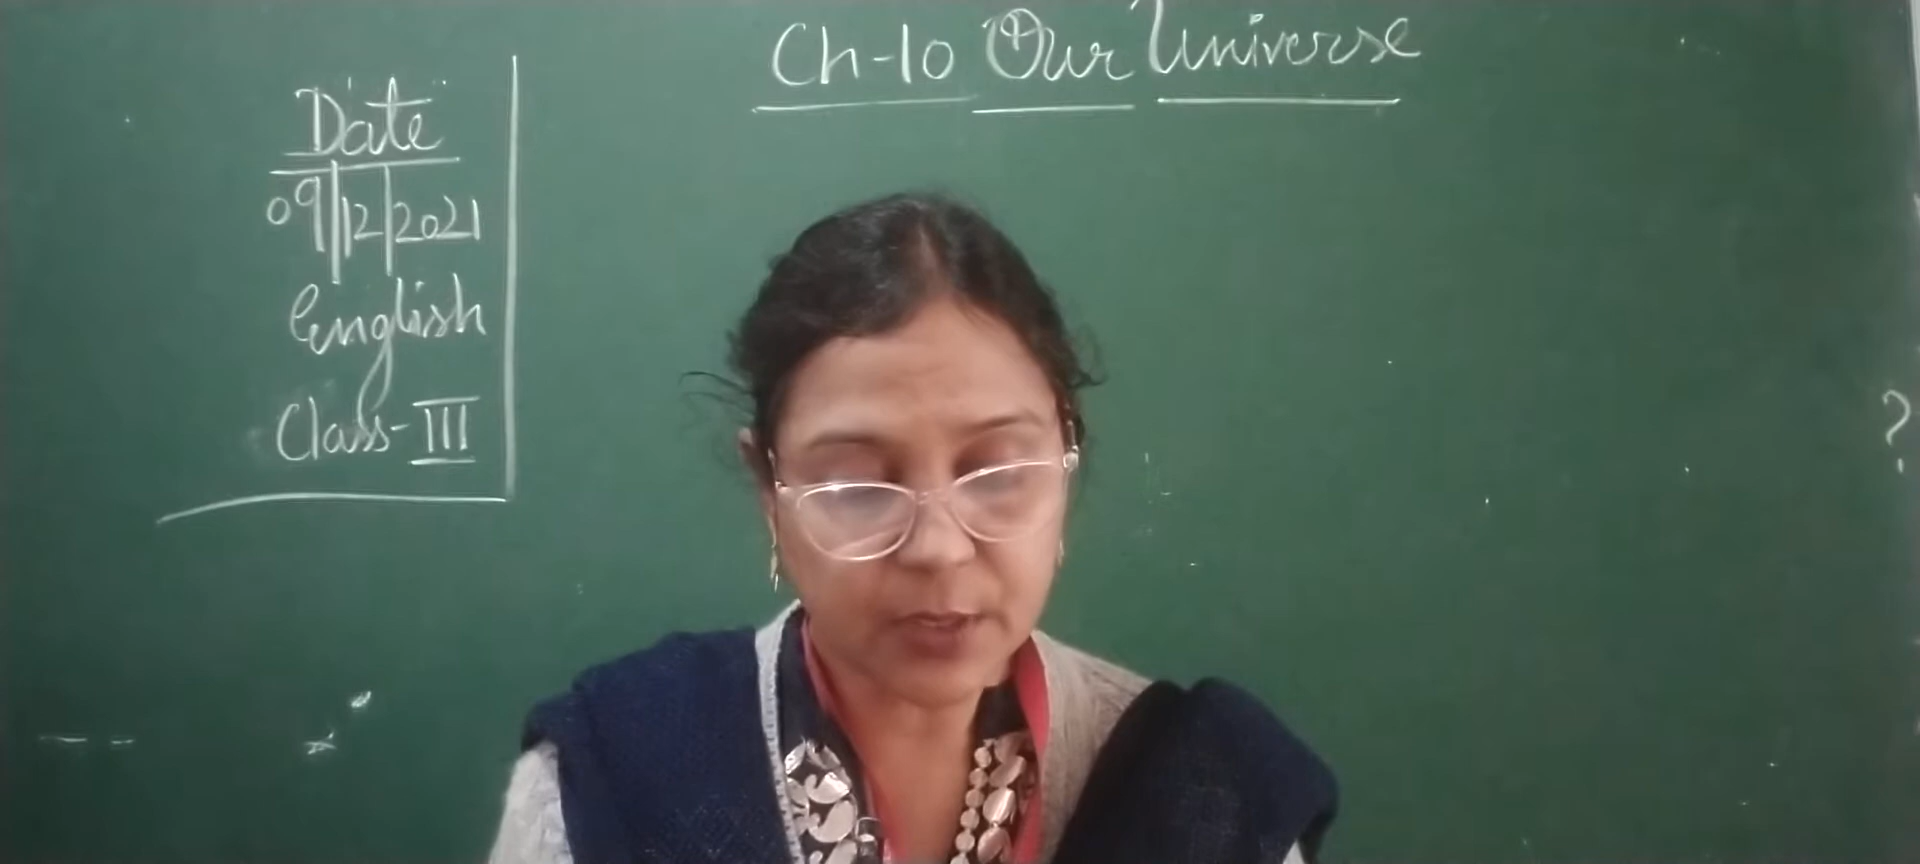 Ch-10 Our Universe
Date
09/12/2021
English
Class-III
?